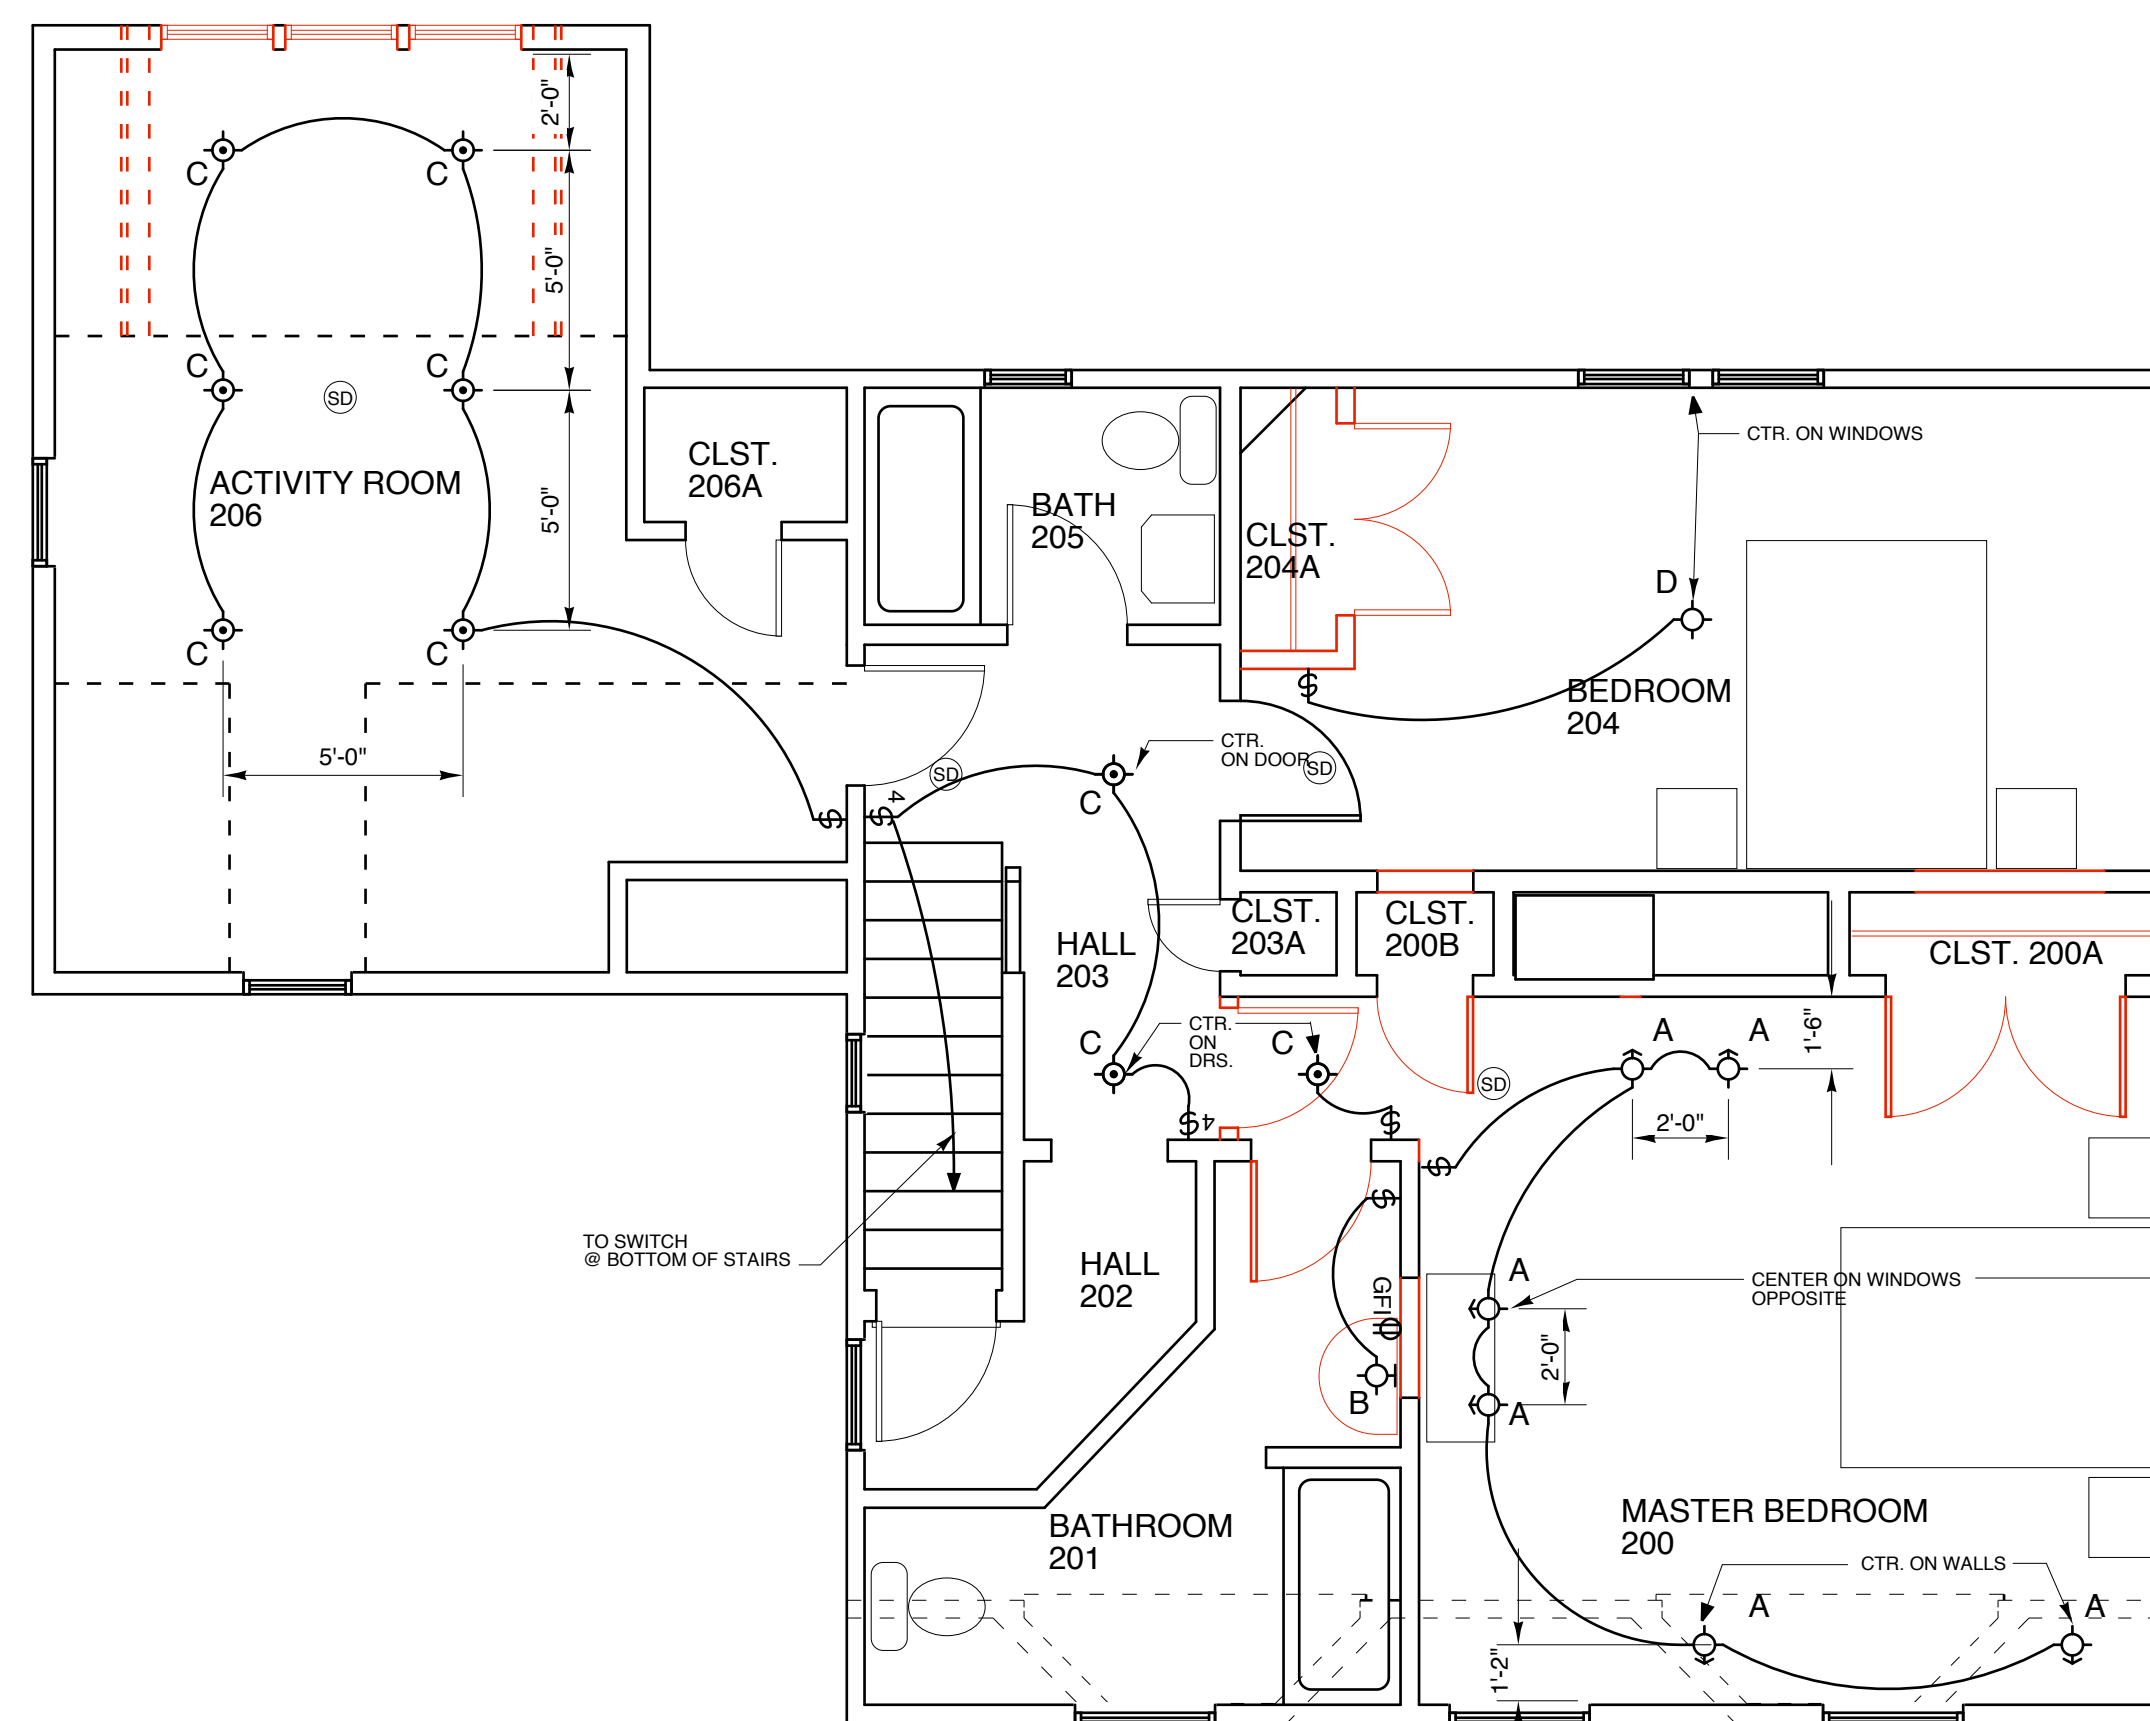 2'-0"
C
C
5'-0"
C
C
SD
CTR. ON WINDOWS
CLST.
206A
ACTIVITY ROOM
206
5'-0"
BATH
205
CLST.
204A
D
C
C
BEDROOM
204
5'-0"
CTR.
ON DOOR
SD
SD
4
C
CLST.
203A
CLST.
200B
HALL
203
CLST. 200A
C
CTR.
ON
DRS.
C
A
A
1'-6"
SD
4
2'-0"
TO SWITCH
@ BOTTOM OF STAIRS
HALL
202
GFI
A
CENTER ON WINDOWS
OPPOSITE
2'-0"
B
A
BATHROOM
201
MASTER BEDROOM
200
CTR. ON WALLS
A
A
1'-2"